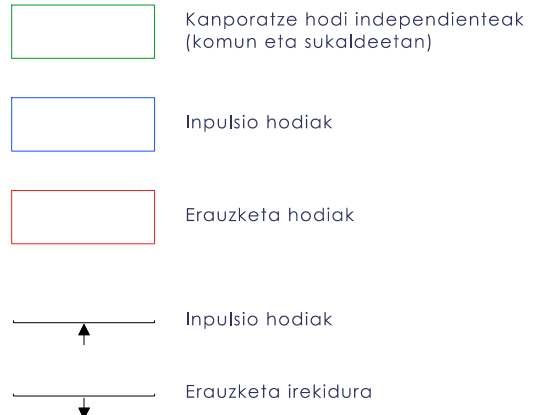 Kanporatze hodi independienteak
(komun eta sukaldeetan)
Inpulsio hodiak
Erauzketa hodiak
Inpulsio hodiak
Erauzketa irekidura